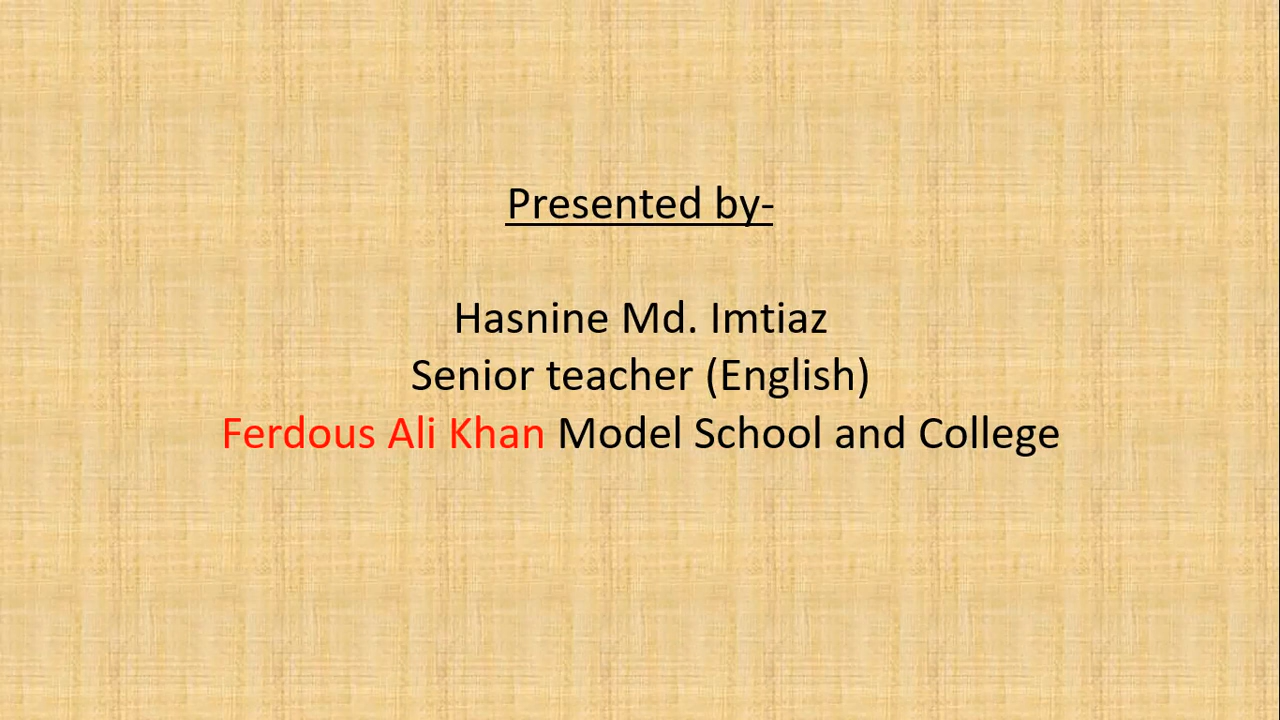 Presented by-
Hasnine Md. Imtiaz
Senior teacher (English)
Ferdous Ali Khan Model School and College